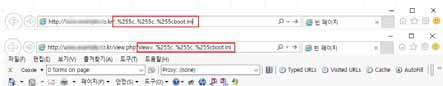 http:// .kr/..%255c..%255c..%255cboot.ini
빈 페이지
http:// .kr/view.php?view=..%255c..%255c..%255cboot.ini
빈 페이지
파일(F) 편집(E) 보기(V) 즐겨찾기(A) 도구(T) 도움말(H)
Cookie 0 forms on page Proxy: (none) Typed URLs Visited URLs Cache AutoFill
페이지(P) 안전(S) 도구(O)